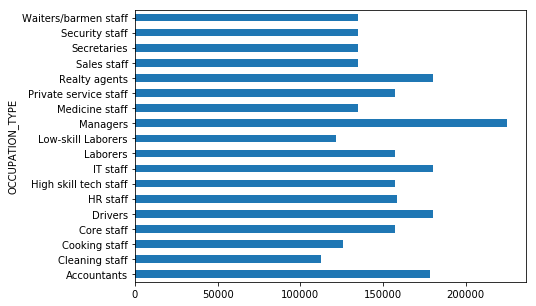 Waiters/barmen staff
Security staff
Secretaries
Sales staff
Realty agents
Private service staff
Medicine staff
Managers
Low-skill Laborers
Laborers
IT staff
High skill tech staff
HR staff
Drivers
Core staff
Cooking staff
Cleaning staff
Accountants
OCCUPATION_TYPE
0 50000 100000 150000 200000